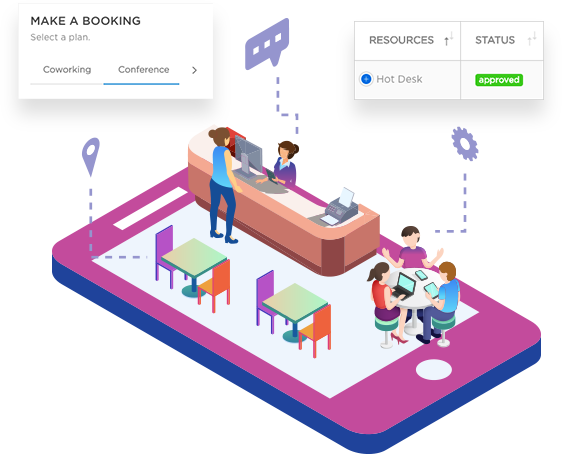 MAKE A BOOKING
Select a plan.
Coworking Conference
RESOURCES STATUS
Hot Desk approved